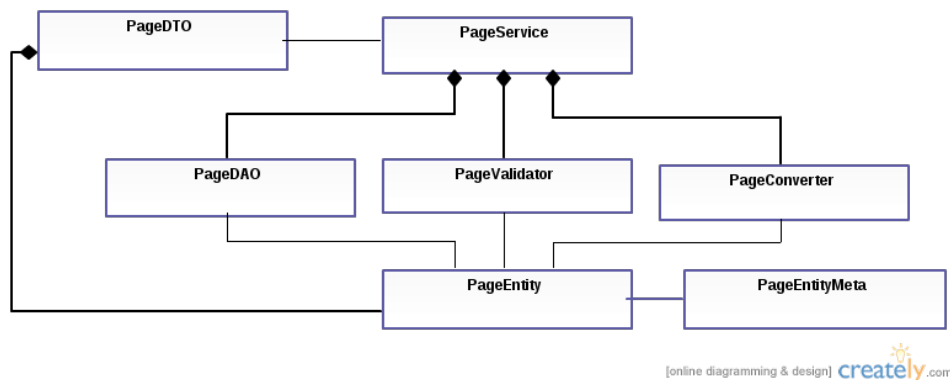 PageDTO
PageService
PageDAO
PageValidator
PageConverter
PageEntity
PageEntityMeta
[online diagramming & design] creately.com